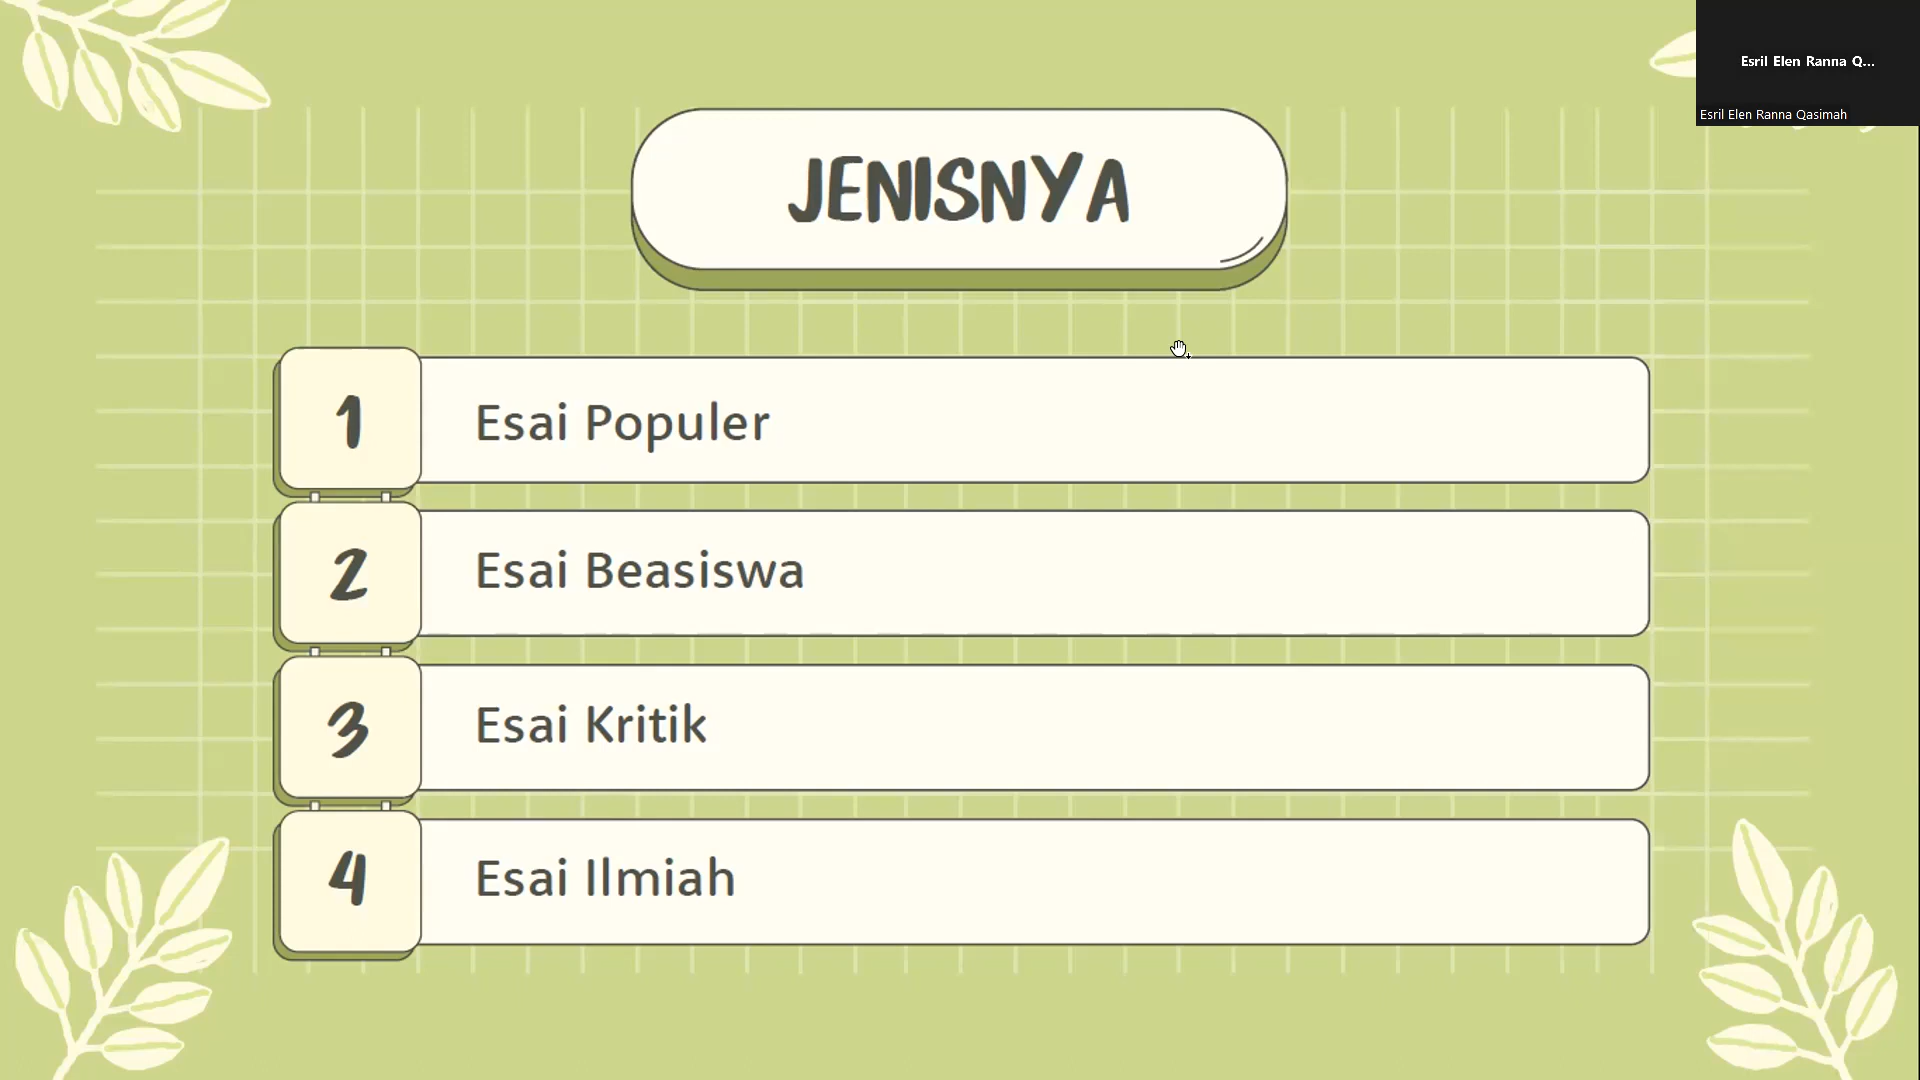 Esril Elen Ranna Q...
Esril Elen Ranna Qasimah
JENISNYA
1
Esai Populer
2
Esai Beasiswa
3
Esai Kritik
4
Esai Ilmiah